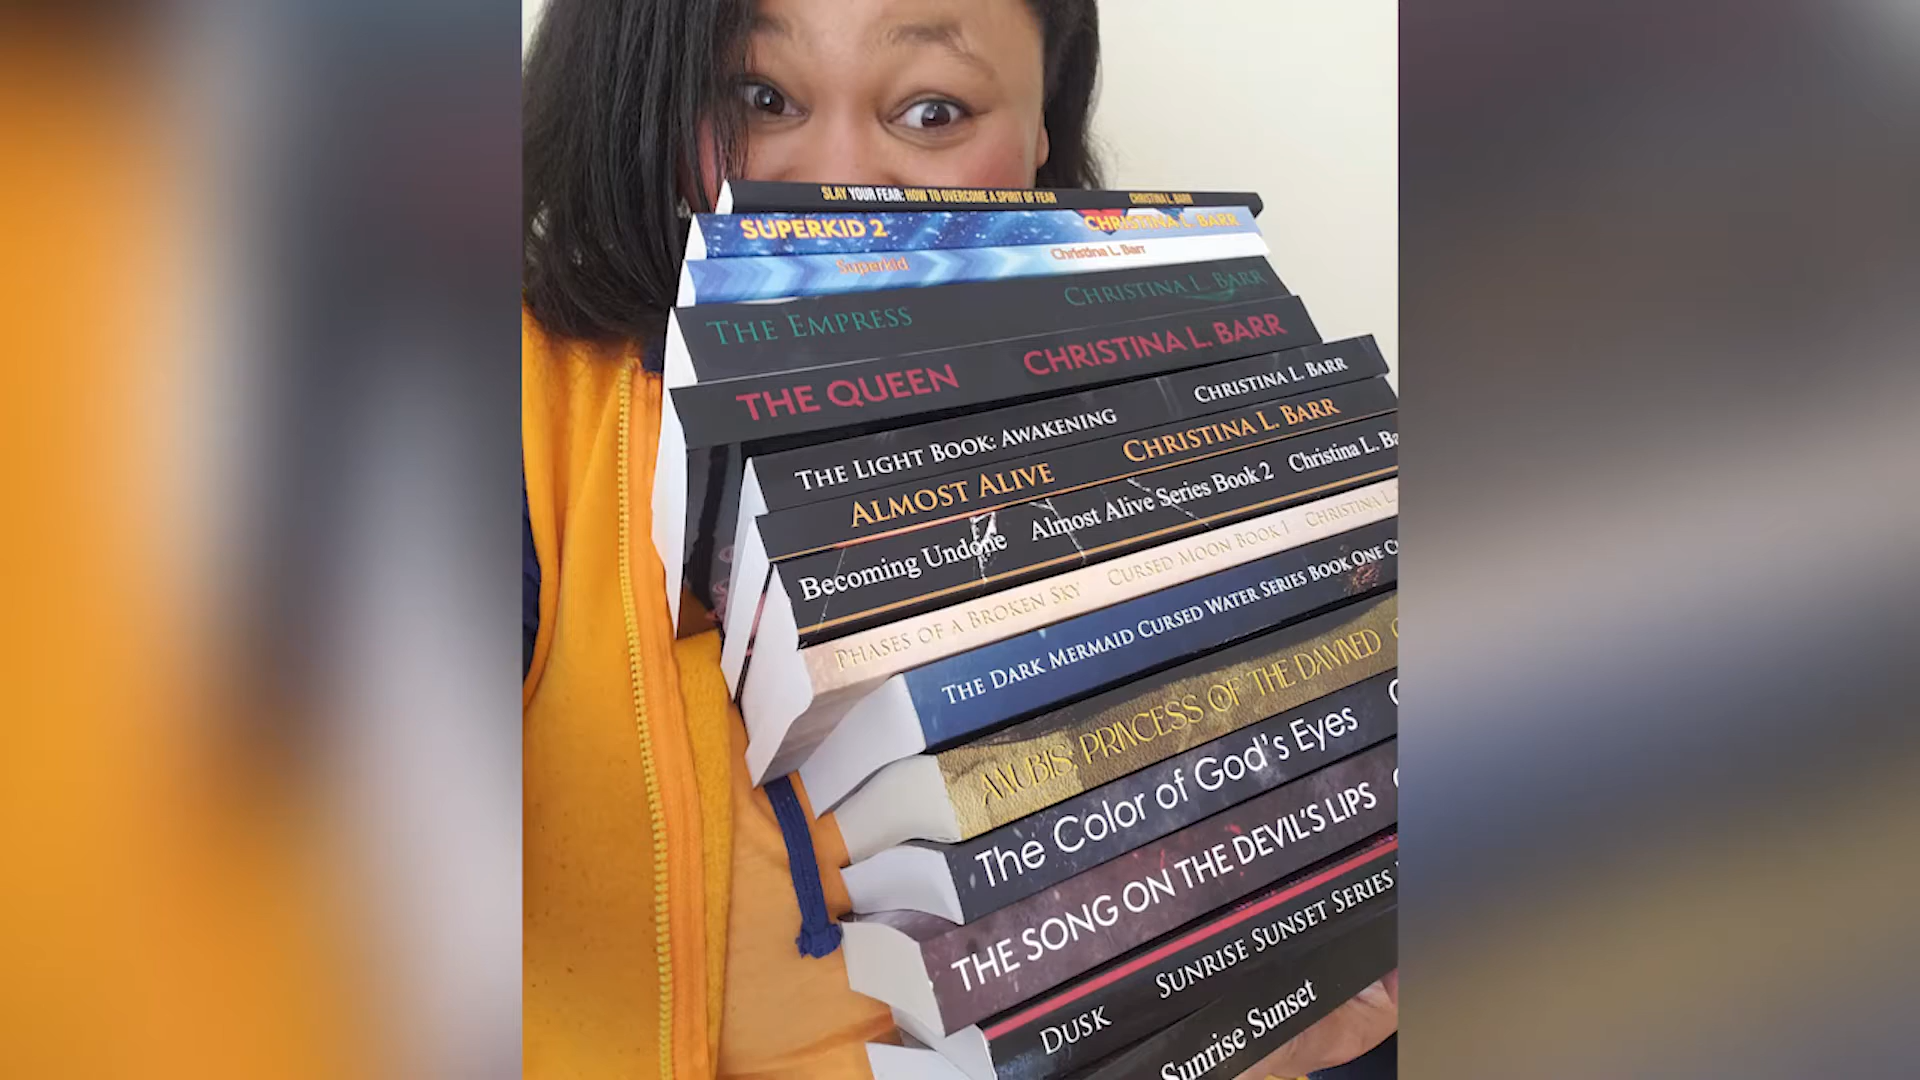 SLAY YOUR FEAR: HOW TO OVERCOME A SPIRIT OF FEAR CHRISTINA L. BARR
SUPERKID 2 CHRISTINA L. BARR
Superkid Christina L. Barr
THE EMPRESS CHRISTINA L. BARR
THE QUEEN CHRISTINA L. BARR
THE LIGHT BOOK: AWAKENING CHRISTINA L. BARR
ALMOST ALIVE CHRISTINA L. BARR
Becoming Undone Almost Alive Series Book 2 Christina L. Ba
PHASES OF A BROKEN SKY CURSED MOON BOOK 1 CHRISTINA L.
THE DARK MERMAID CURSED WATER SERIES BOOK ONE C
ANUBIS: PRINCESS OF THE DAMNED
The Color of God's Eyes
THE SONG ON THE DEVIL'S LIPS
DUSK SUNRISE SUNSET SERIES
Sunrise Sunset